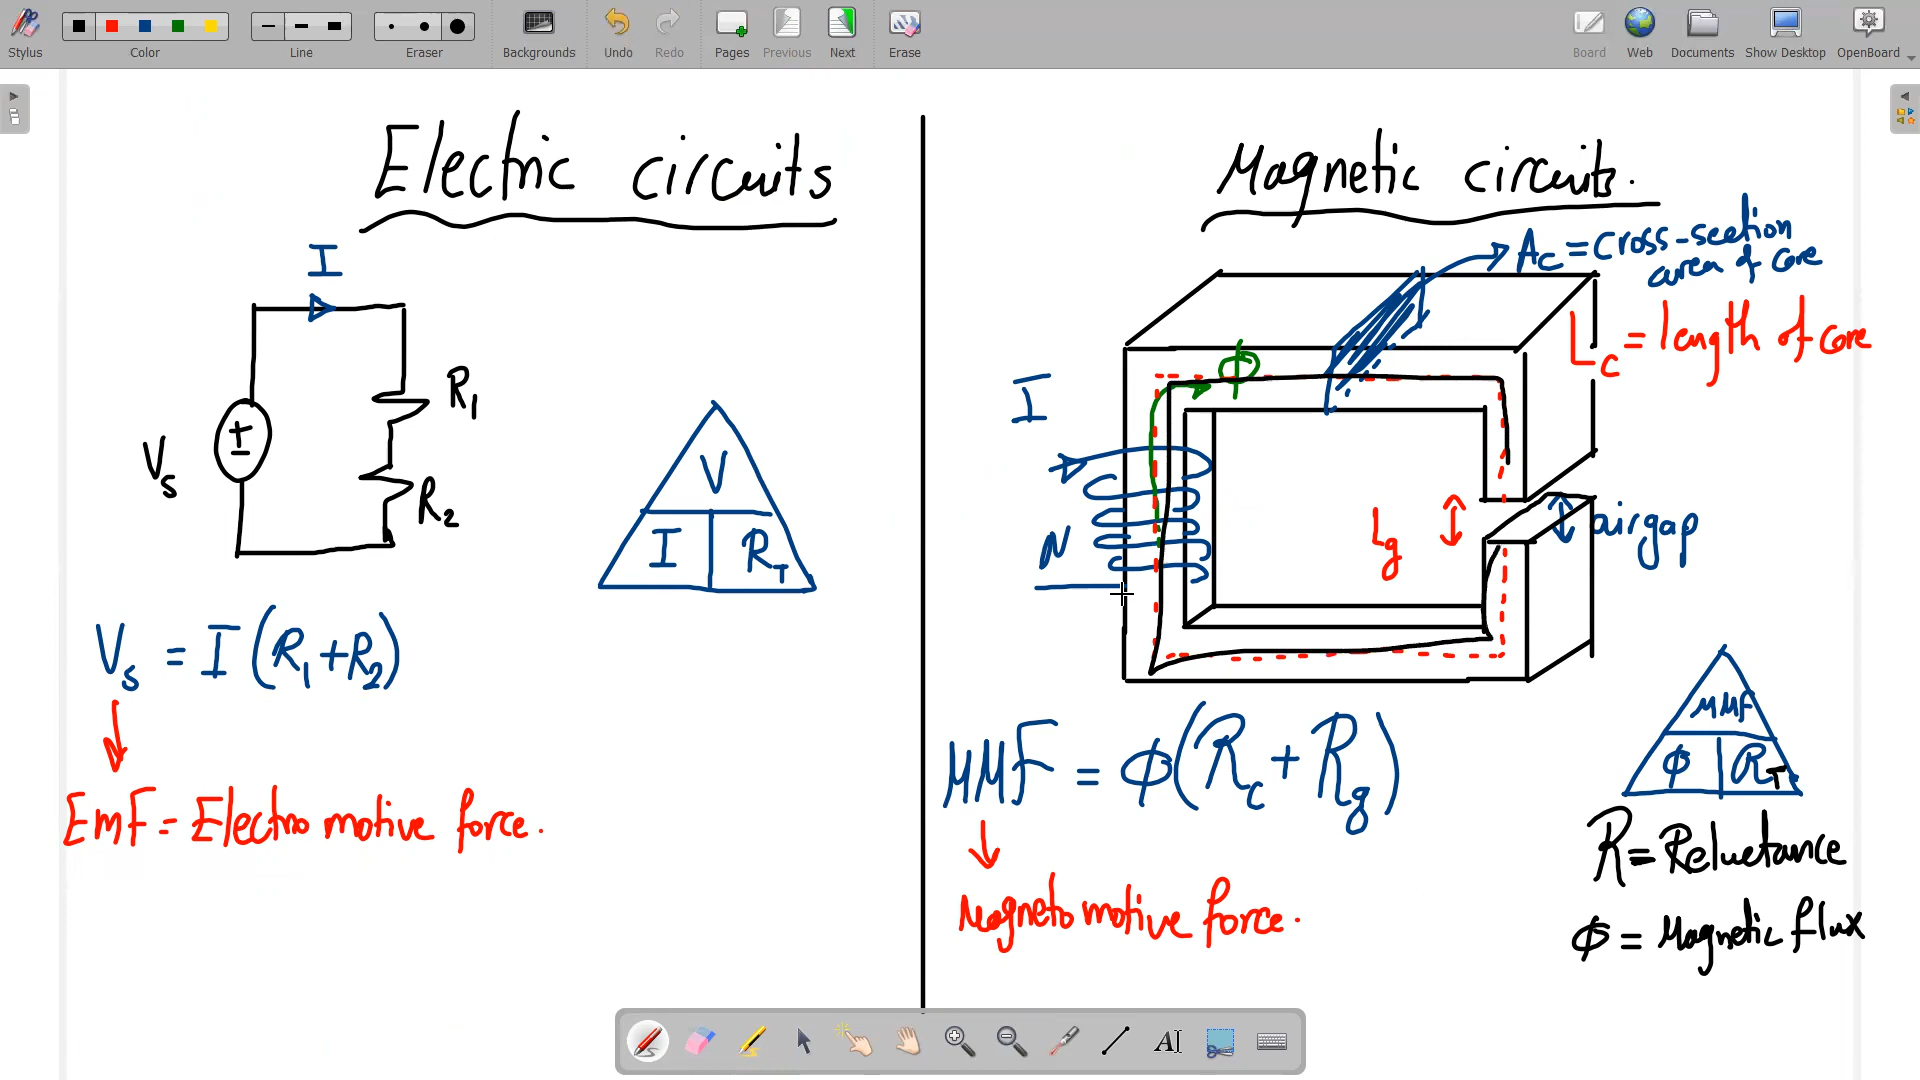 Stylus
Color
Line
Eraser
Backgrounds
Undo
Redo
Pages
Previous
Next
Erase
Board
Web
Documents
Show Desktop
OpenBoard
Electric circuits
I
Vs
R1
R2
V
I
RT
Vs = I (R1+R2)
EmF = Electro motive force.
Magnetic circuits.
Ac = cross-section
area of core
Lc = length of core
Φ
I
N
Lg
airgap
MMF = Φ(Rc + Rg)
Magneto motive force.
MMF
Φ
RT
R = Reluctance
Φ = Magnetic flux